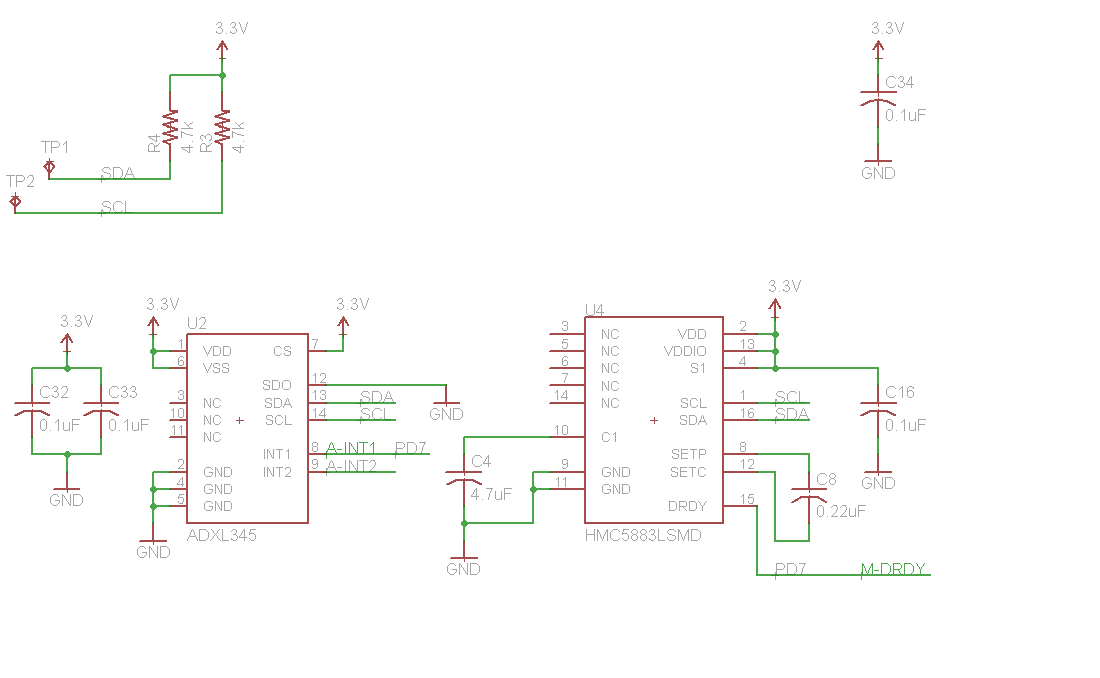 3.3V
3.3V
C34
0.1uF
R4
4.7k
R3
4.7k
TP1
SDA
TP2
SCL
GND
3.3V
3.3V
3.3V
3.3V
U2
U4
1 VDD CS 7
6 VSS
SDO 12
3 NC SDA 13 SDA
10 NC SCL 14 SCL
11 NC
INT1 8 A-INT1 PD7
2 GND INT2 9 A-INT2
4 GND
5 GND
GND
GND
ADXL345
C32
0.1uF
C33
0.1uF
GND
3 NC VDD 2
5 NC VDDIO 13
6 NC S1 4
7 NC
14 NC SCL 1 SCL
SDA 16 SDA
10 C1
SETP 8
9 GND SETC 12
11 GND
DRDY 15
HMC5883LSMD
C4
4.7uF
GND
C16
0.1uF
GND
C8
0.22uF
PD7 M-DRDY